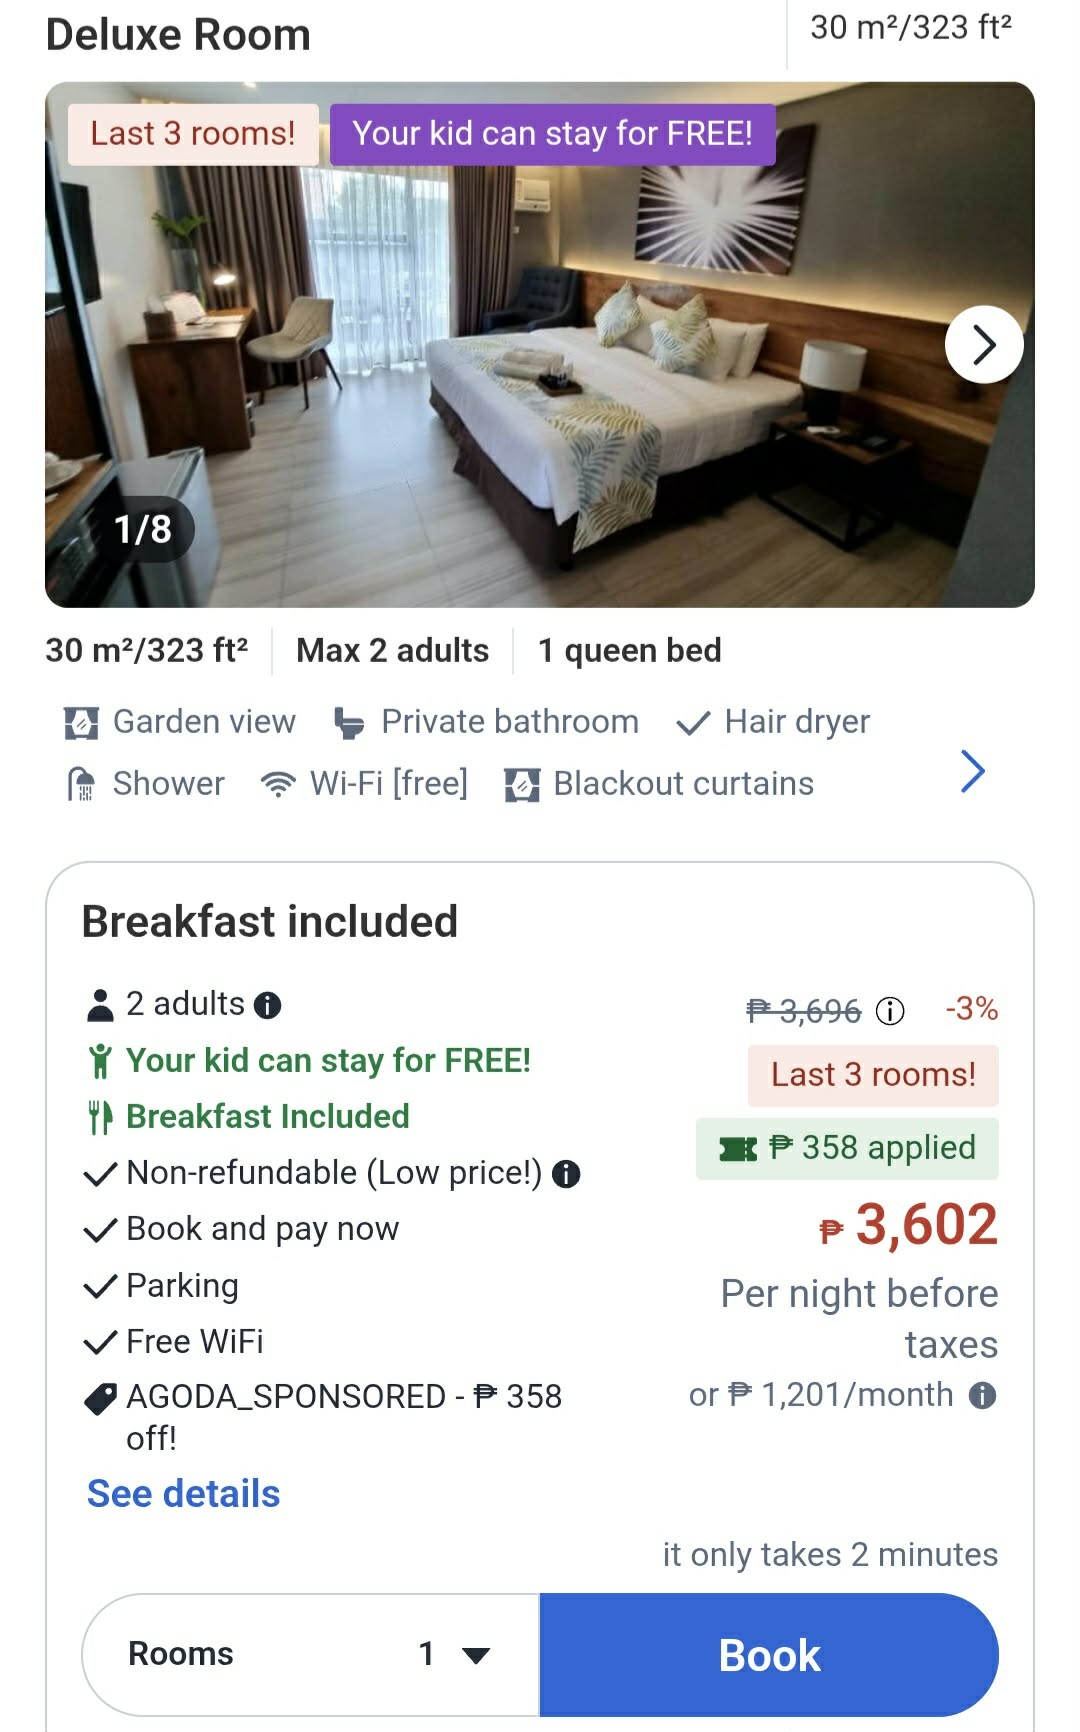 Deluxe Room
30 m²/323 ft²
Last 3 rooms!
Your kid can stay for FREE!
1/8
30 m²/323 ft²
Max 2 adults
1 queen bed
Garden view
Private bathroom
Hair dryer
Shower
Wi-Fi [free]
Blackout curtains
Breakfast included
2 adults
₱ 3,696
-3%
Your kid can stay for FREE!
Last 3 rooms!
Breakfast Included
₱ 358 applied
Non-refundable (Low price!)
₱ 3,602
Book and pay now
Per night before
taxes
Parking
Free WiFi
or ₱ 1,201/month
AGODA_SPONSORED - ₱ 358
off!
See details
it only takes 2 minutes
Rooms
1
Book